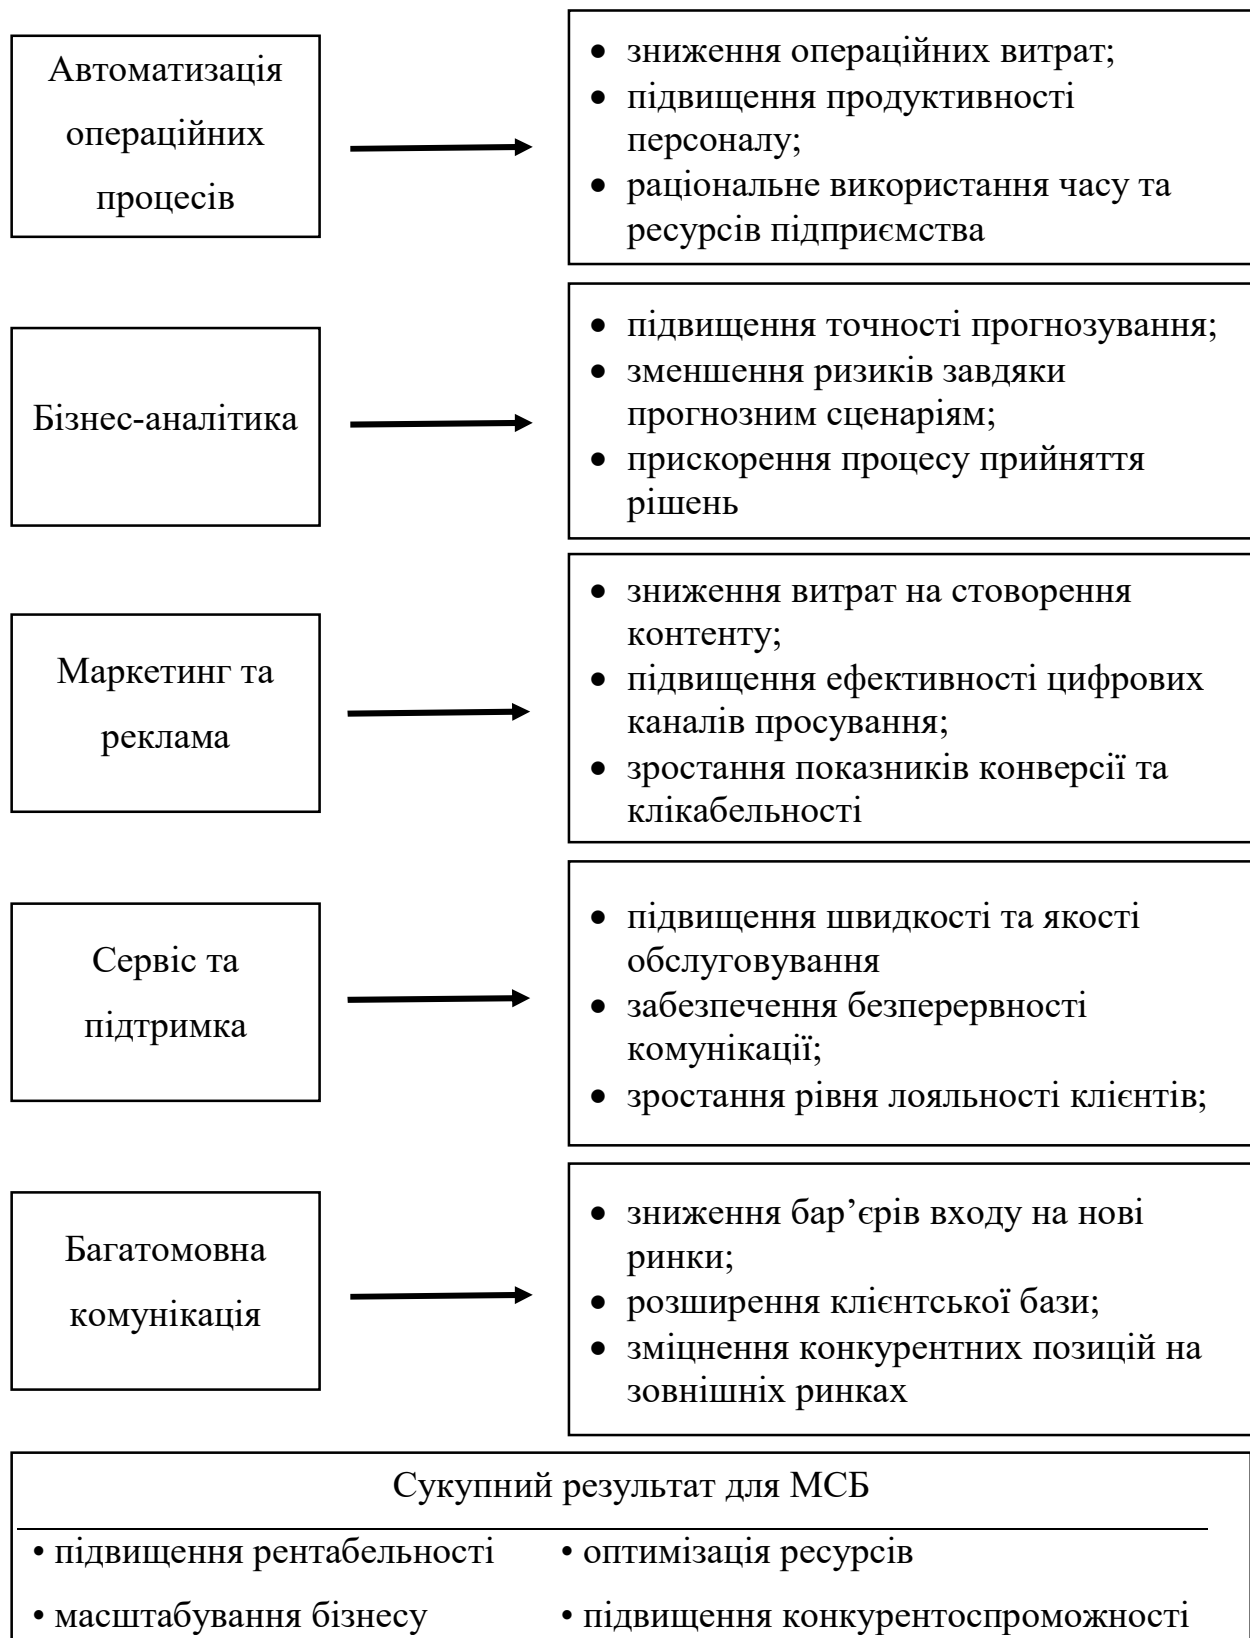 Автоматизація
операційних
процесів
• зниження операційних витрат;
• підвищення продуктивності
персоналу;
• раціональне використання часу та
ресурсів підприємства
Бізнес-аналітика
• підвищення точності прогнозування;
• зменшення ризиків завдяки
прогнозним сценаріям;
• прискорення процесу прийняття
рішень
Маркетинг та
реклама
• зниження витрат на стоворення
контенту;
• підвищення ефективності цифрових
каналів просування;
• зростання показників конверсії та
клікабельності
Сервіс та
підтримка
• підвищення швидкості та якості
обслуговування
• забезпечення безперервності
комунікації;
• зростання рівня лояльності клієнтів;
Багатомовна
комунікація
• зниження бар’єрів входу на нові
ринки;
• розширення клієнтської бази;
• зміцнення конкурентних позицій на
зовнішніх ринках
Сукупний результат для МСБ
• підвищення рентабельності • оптимізація ресурсів
• масштабування бізнесу • підвищення конкурентоспроможності